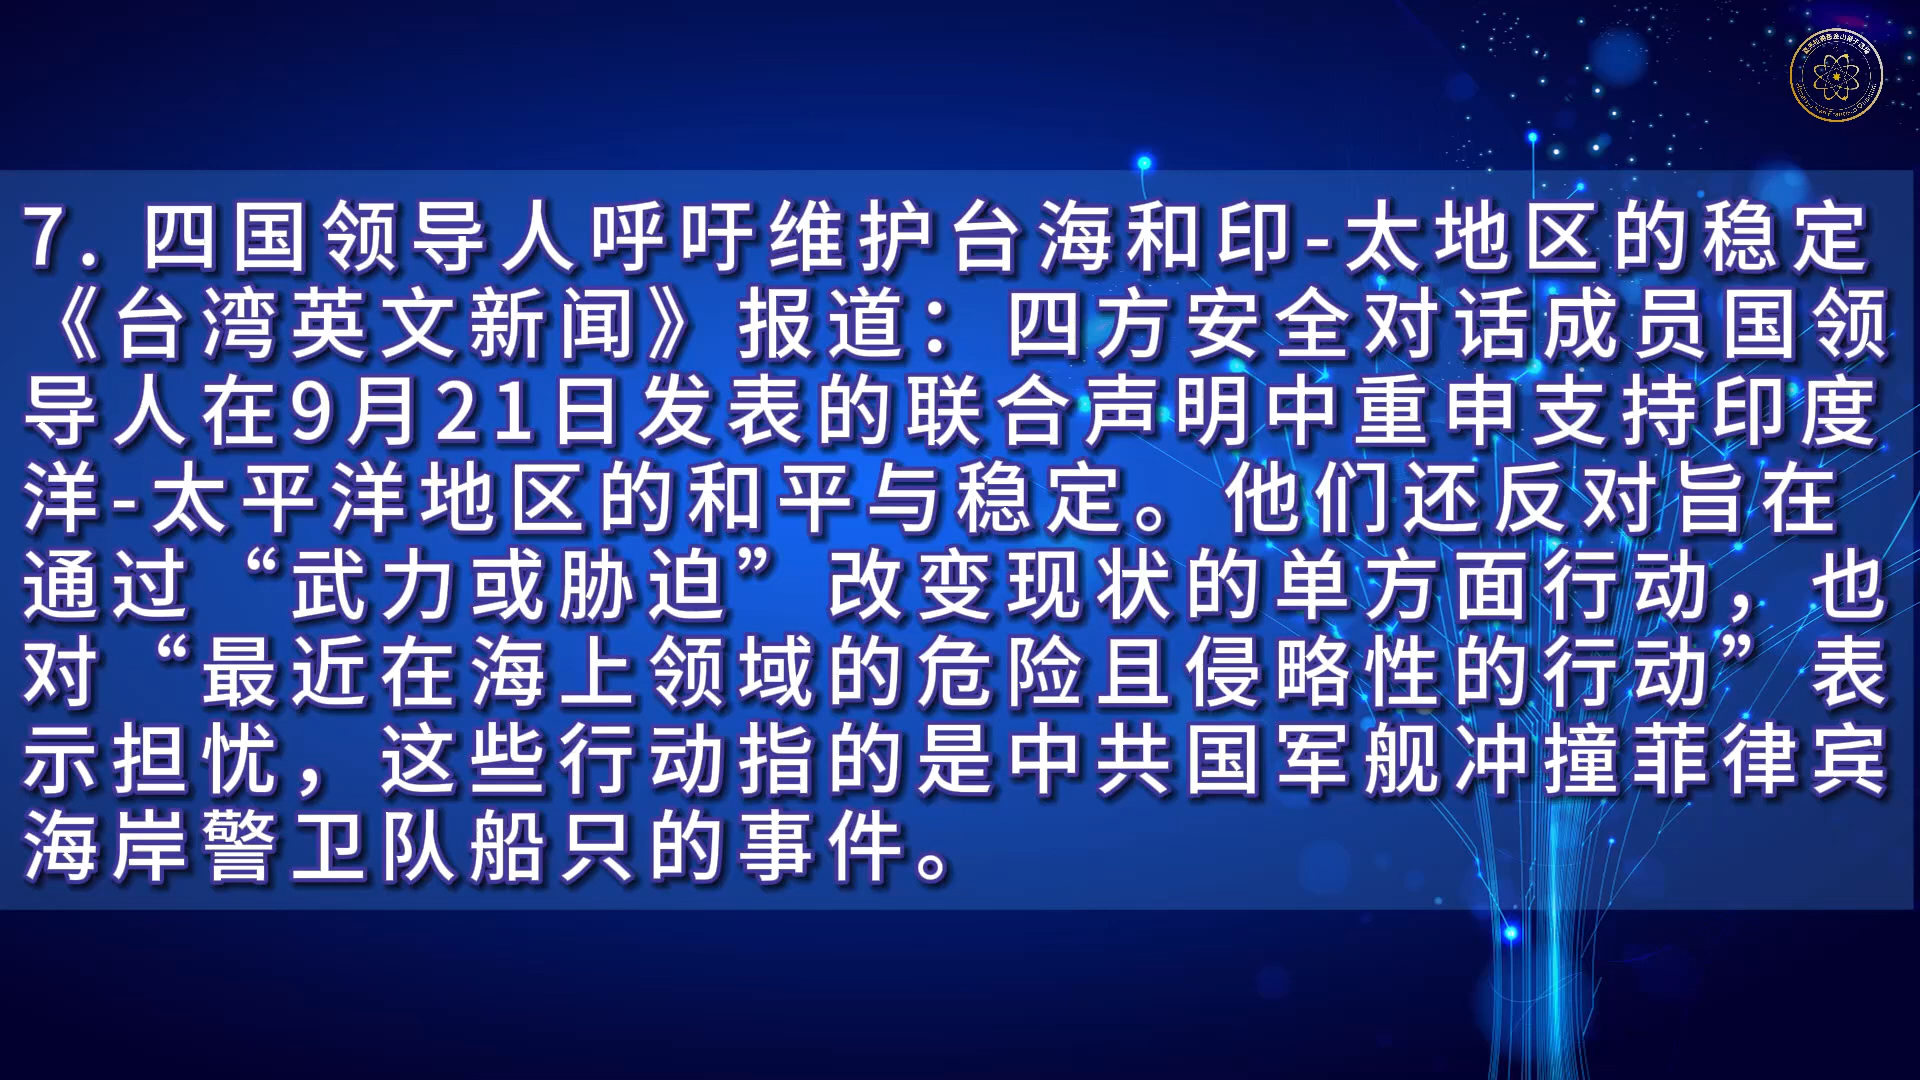 7. 四国领导人呼吁维护台海和印-太地区的稳定
《台湾英文新闻》报道：四方安全对话成员国领
导人在9月21日发表的联合声明中重申支持印度
洋-太平洋地区的和平与稳定。他们还反对旨在
通过“武力或胁迫”改变现状的单方面行动，也
对“最近在海上领域的危险且侵略性的行动”表
示担忧，这些行动指的是中共国军舰冲撞菲律宾
海岸警卫队船只的事件。